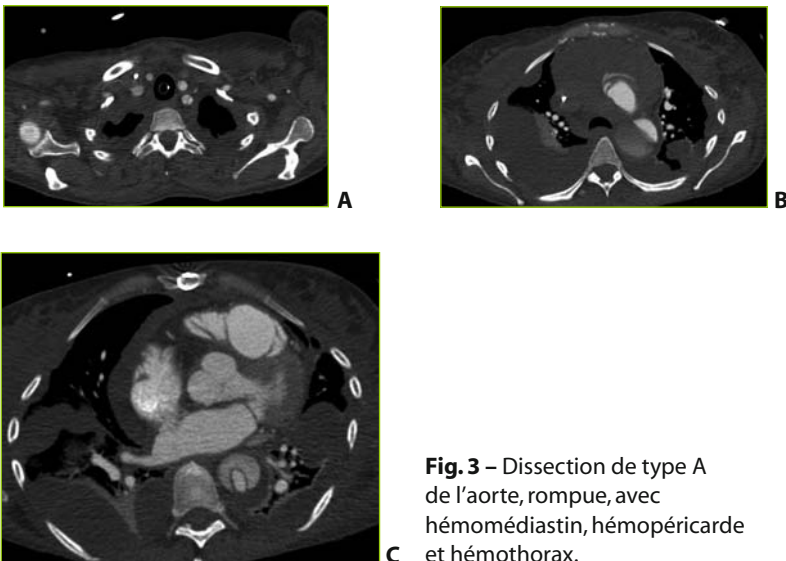 A
B
C
Fig. 3 – Dissection de type A
de l’aorte, rompue, avec
hémomédiastin, hémopéricarde
et hémothorax.